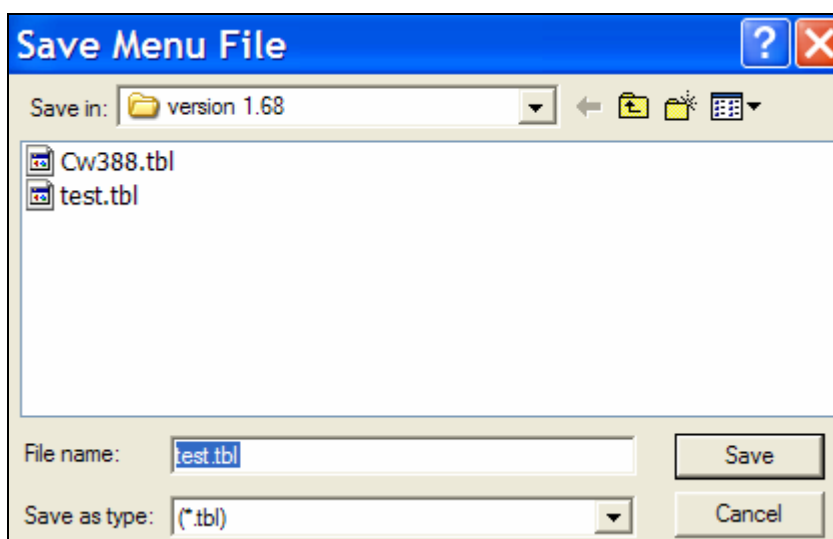 Save Menu File
Save in: version 1.68
Cw388.tbl
test.tbl
File name: test.tbl Save
Save as type: (*.tbl) Cancel